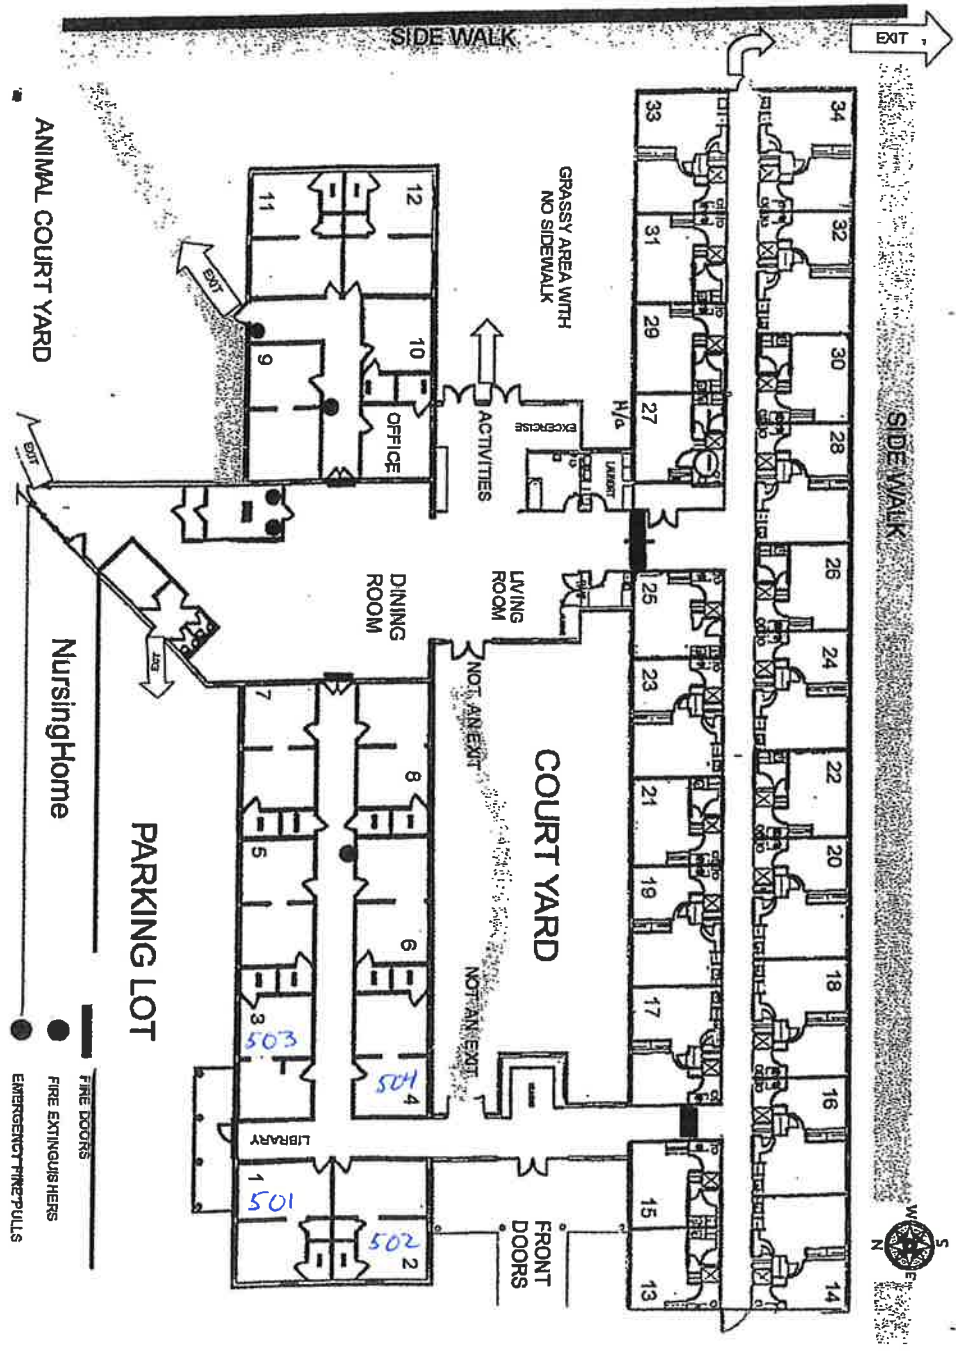 SIDE WALK
EXIT
33
34
ANIMAL COURT YARD
11
12
GRASSY AREA WITH
NO SIDEWALK
31
32
EXIT
9
10
OFFICE
ACTIVITIES
EXCERCISE
29
30
N/a
27
28
LAUNDRY
SIDE WALK
EXIT
DINING
ROOM
LIVING
ROOM
25
26
EXIT
NursingHome
7
8
NOT AN EXIT
23
24
COURT YARD
21
22
PARKING LOT
5
6
19
20
3
503
504
4
NOT AN EXIT
17
18
LIBRARY
16
1
501
502
2
FRONT
DOORS
15
13
14
W
S
N
E
FIRE DOORS
FIRE EXTINGUISHERS
EMERGENCY FIRE PULLS